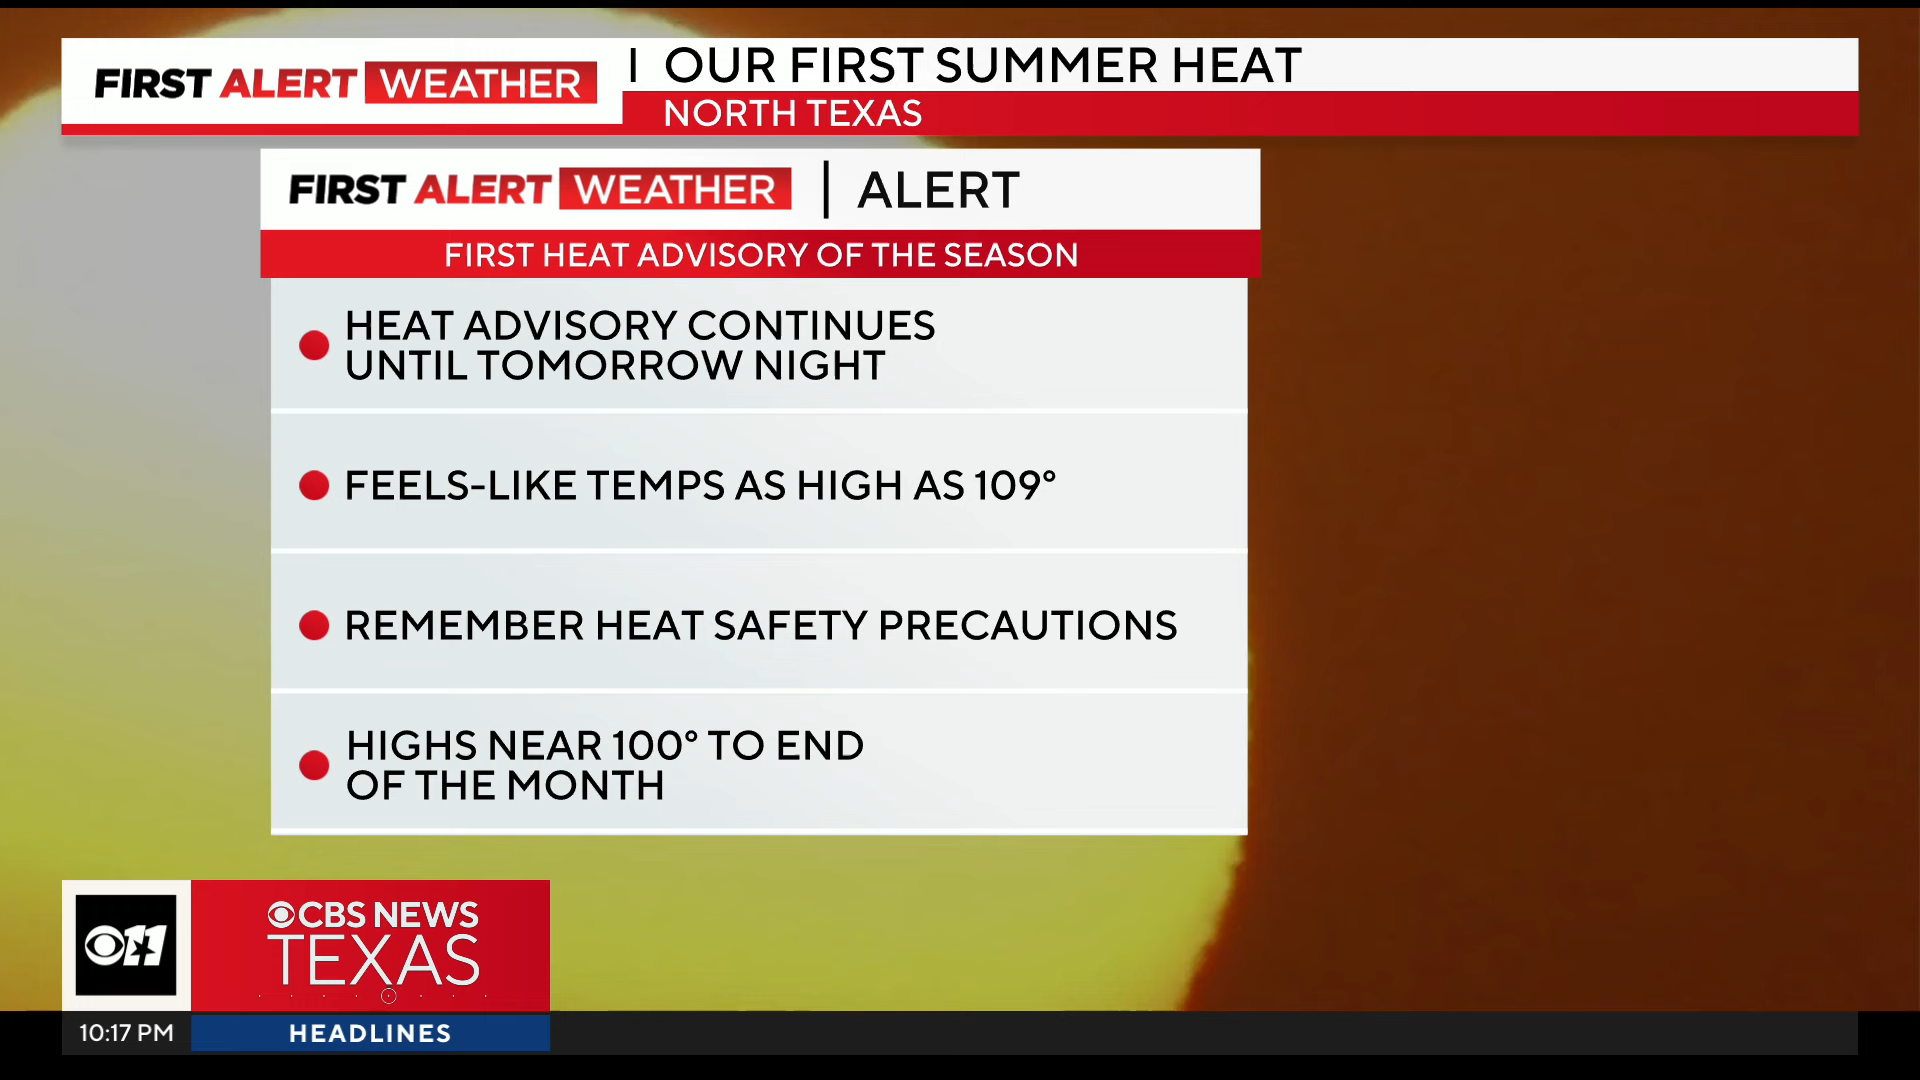 FIRST ALERT WEATHER | OUR FIRST SUMMER HEAT
NORTH TEXAS
FIRST ALERT WEATHER | ALERT
FIRST HEAT ADVISORY OF THE SEASON
HEAT ADVISORY CONTINUES
UNTIL TOMORROW NIGHT
FEELS-LIKE TEMPS AS HIGH AS 109°
REMEMBER HEAT SAFETY PRECAUTIONS
HIGHS NEAR 100° TO END
OF THE MONTH
11
CBS NEWS
TEXAS
10:17 PM
HEADLINES